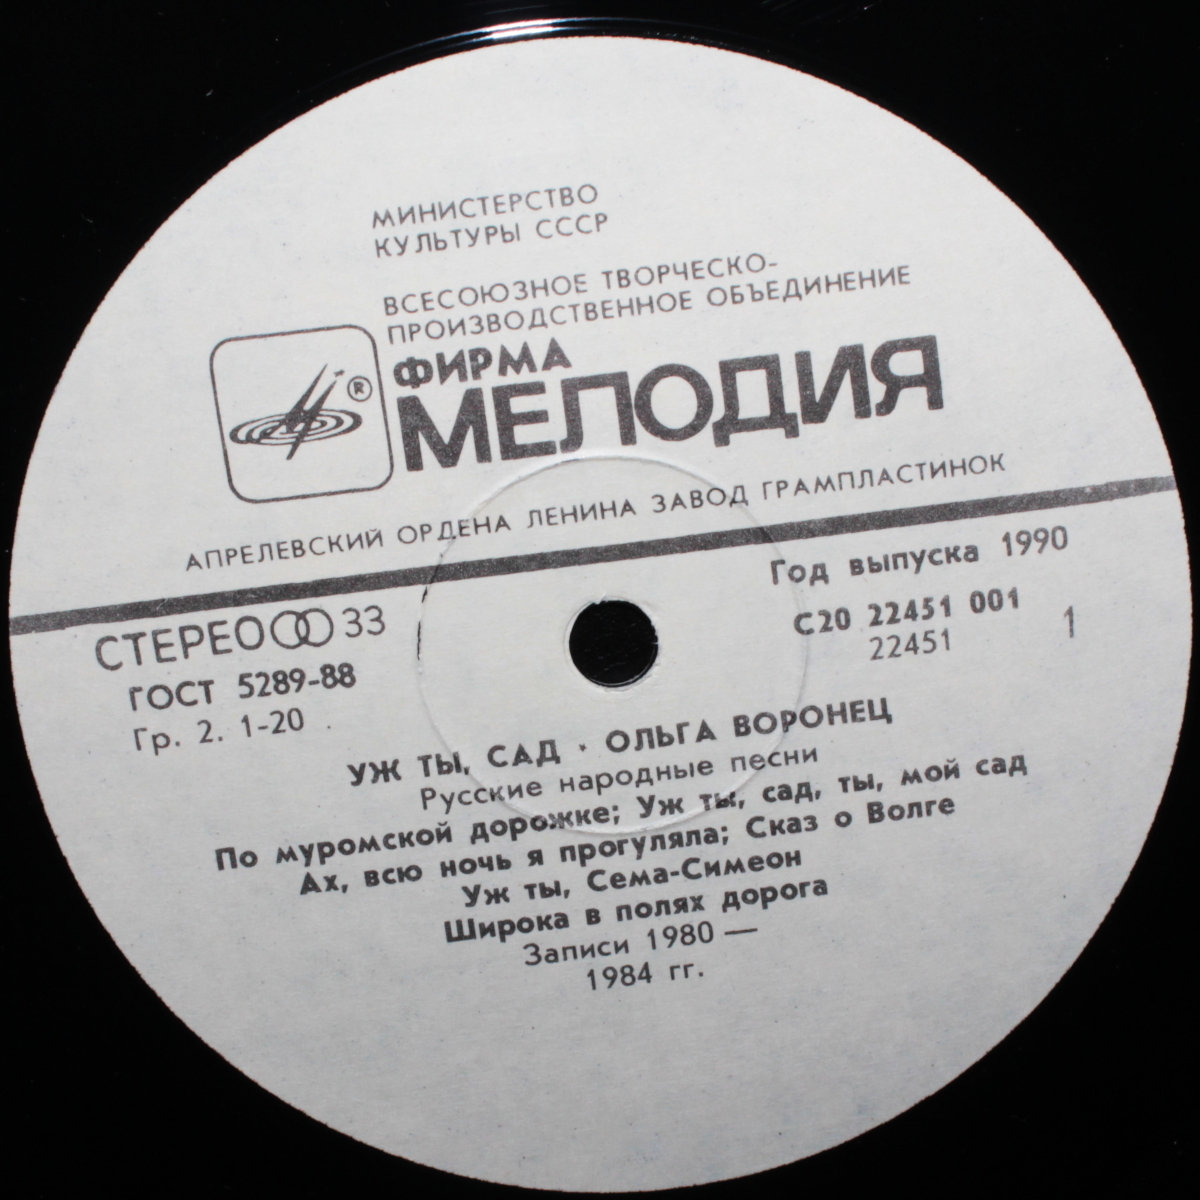 МИНИСТЕРСТВО
КУЛЬТУРЫ СССР
ВСЕСОЮЗНОЕ ТВОРЧЕСКО-
ПРОИЗВОДСТВЕННОЕ ОБЪЕДИНЕНИЕ
ФИРМА
МЕЛОДИЯ
®
АПРЕЛЕВСКИЙ ОРДЕНА ЛЕНИНА ЗАВОД ГРАМПЛАСТИНОК
СТЕРЕО 33
ГОСТ 5289-88
Гр. 2. 1-20
Год выпуска 1990
С20 22451 001
22451
1
УЖ ТЫ, САД · ОЛЬГА ВОРОНЕЦ
Русские народные песни
По муромской дорожке; Уж ты, сад, ты, мой сад
Ах, всю ночь я прогуляла; Сказ о Волге
Уж ты, Сема-Симеон
Широка в полях дорога
Записи 1980 —
1984 гг.